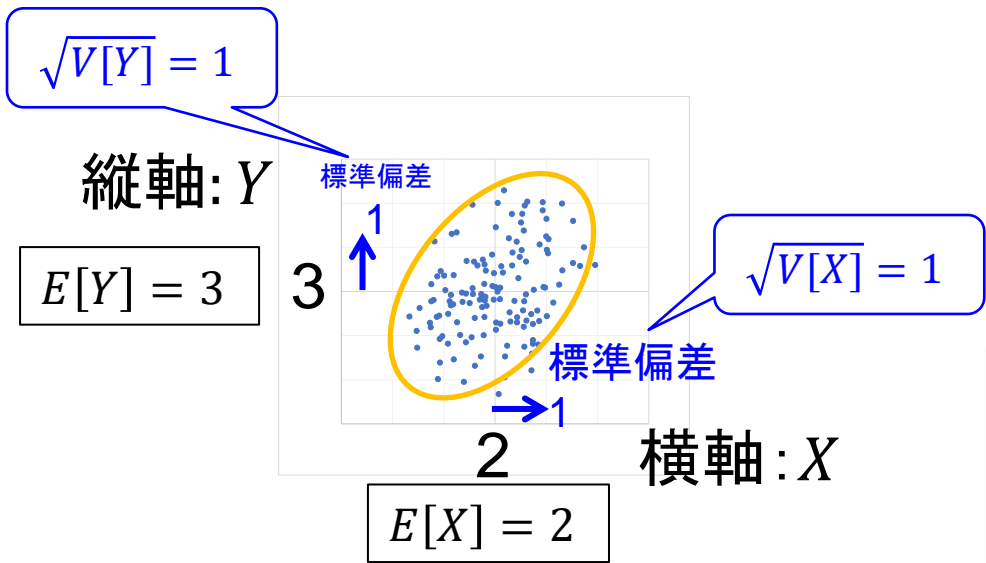 √V[Y] = 1
縦軸: Y
標準偏差
1
E[Y] = 3
3
√V[X] = 1
標準偏差
1
2
横軸: X
E[X] = 2